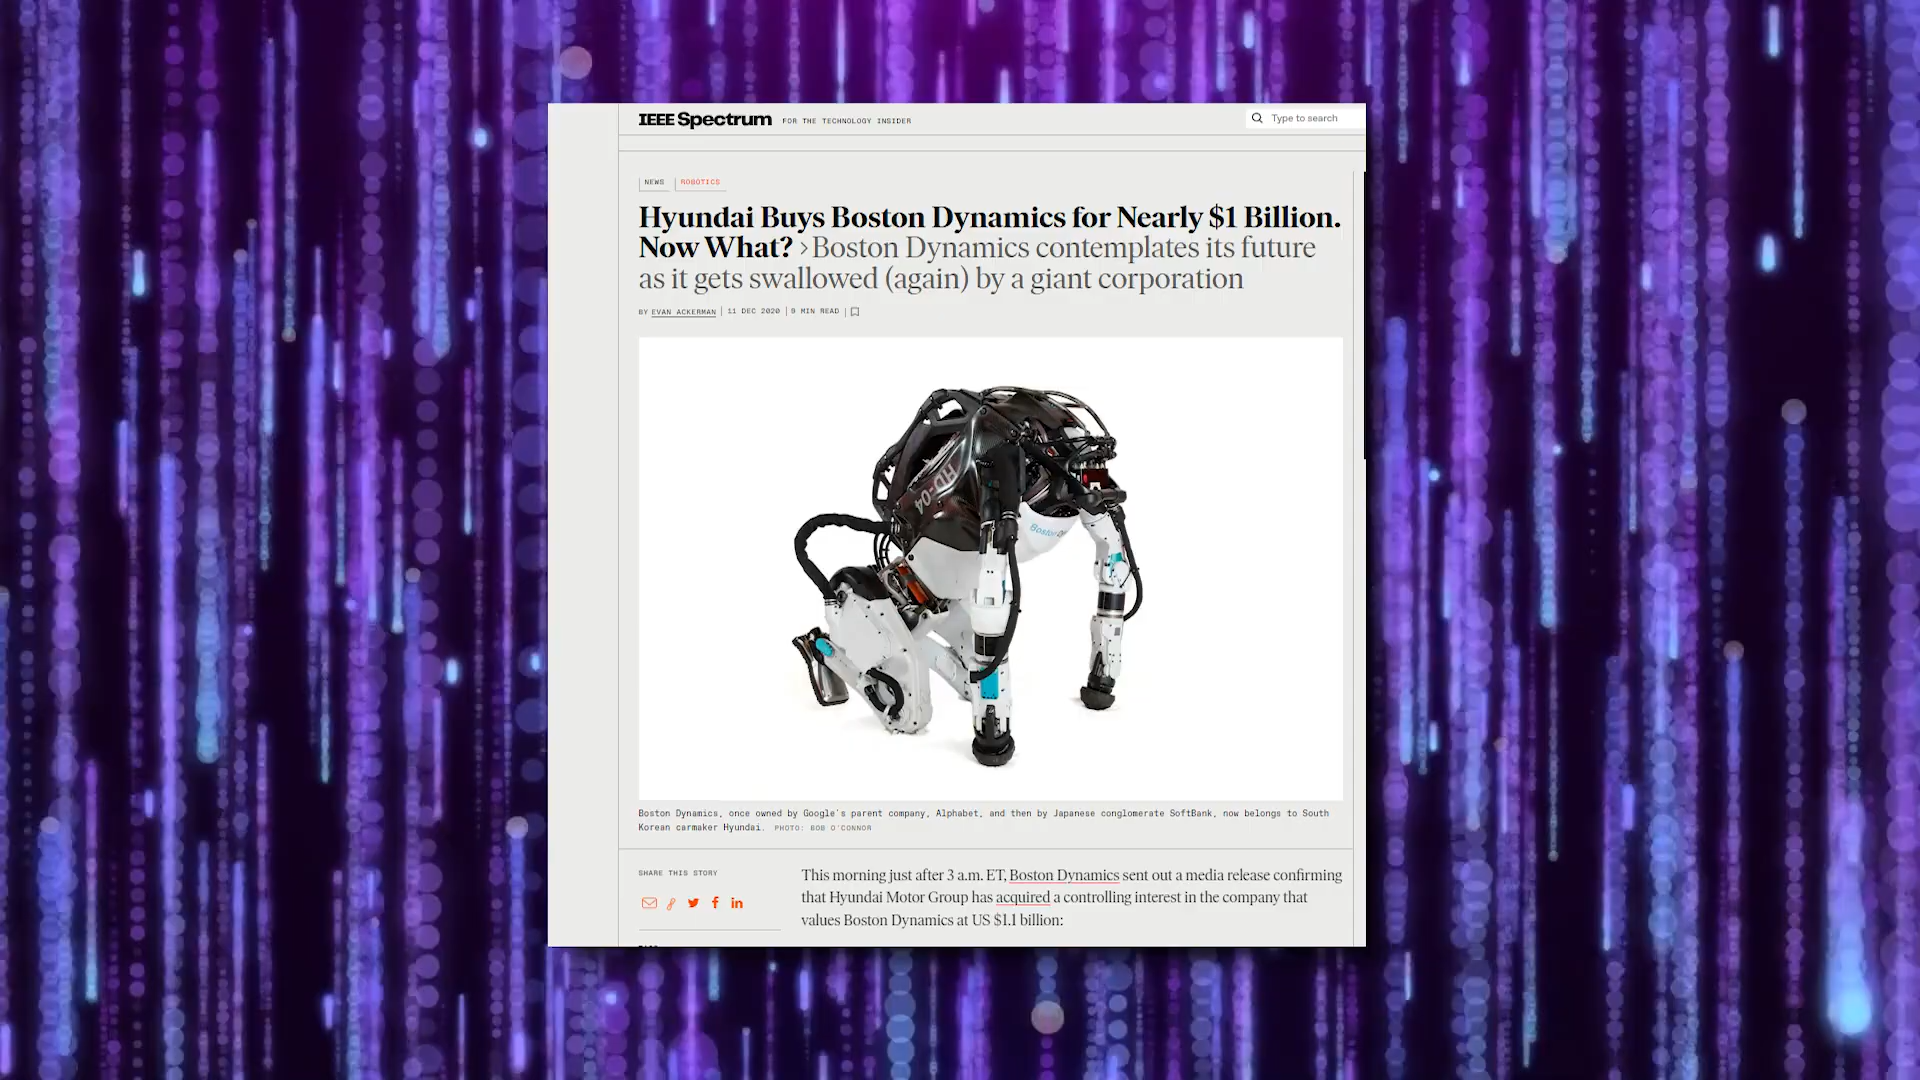 IEEE Spectrum FOR THE TECHNOLOGY INSIDER
Type to search
NEWS ROBOTICS
Hyundai Buys Boston Dynamics for Nearly $1 Billion.
Now What? › Boston Dynamics contemplates its future
as it gets swallowed (again) by a giant corporation
BY EVAN ACKERMAN | 11 DEC 2020 | 9 MIN READ |
HD-04
Boston
Boston Dynamics, once owned by Google's parent company, Alphabet, and then by Japanese conglomerate SoftBank, now belongs to South
Korean carmaker Hyundai. PHOTO: BOB O'CONNOR
SHARE THIS STORY
This morning just after 3 a.m. ET, Boston Dynamics sent out a media release confirming
that Hyundai Motor Group has acquired a controlling interest in the company that
values Boston Dynamics at US $1.1 billion: